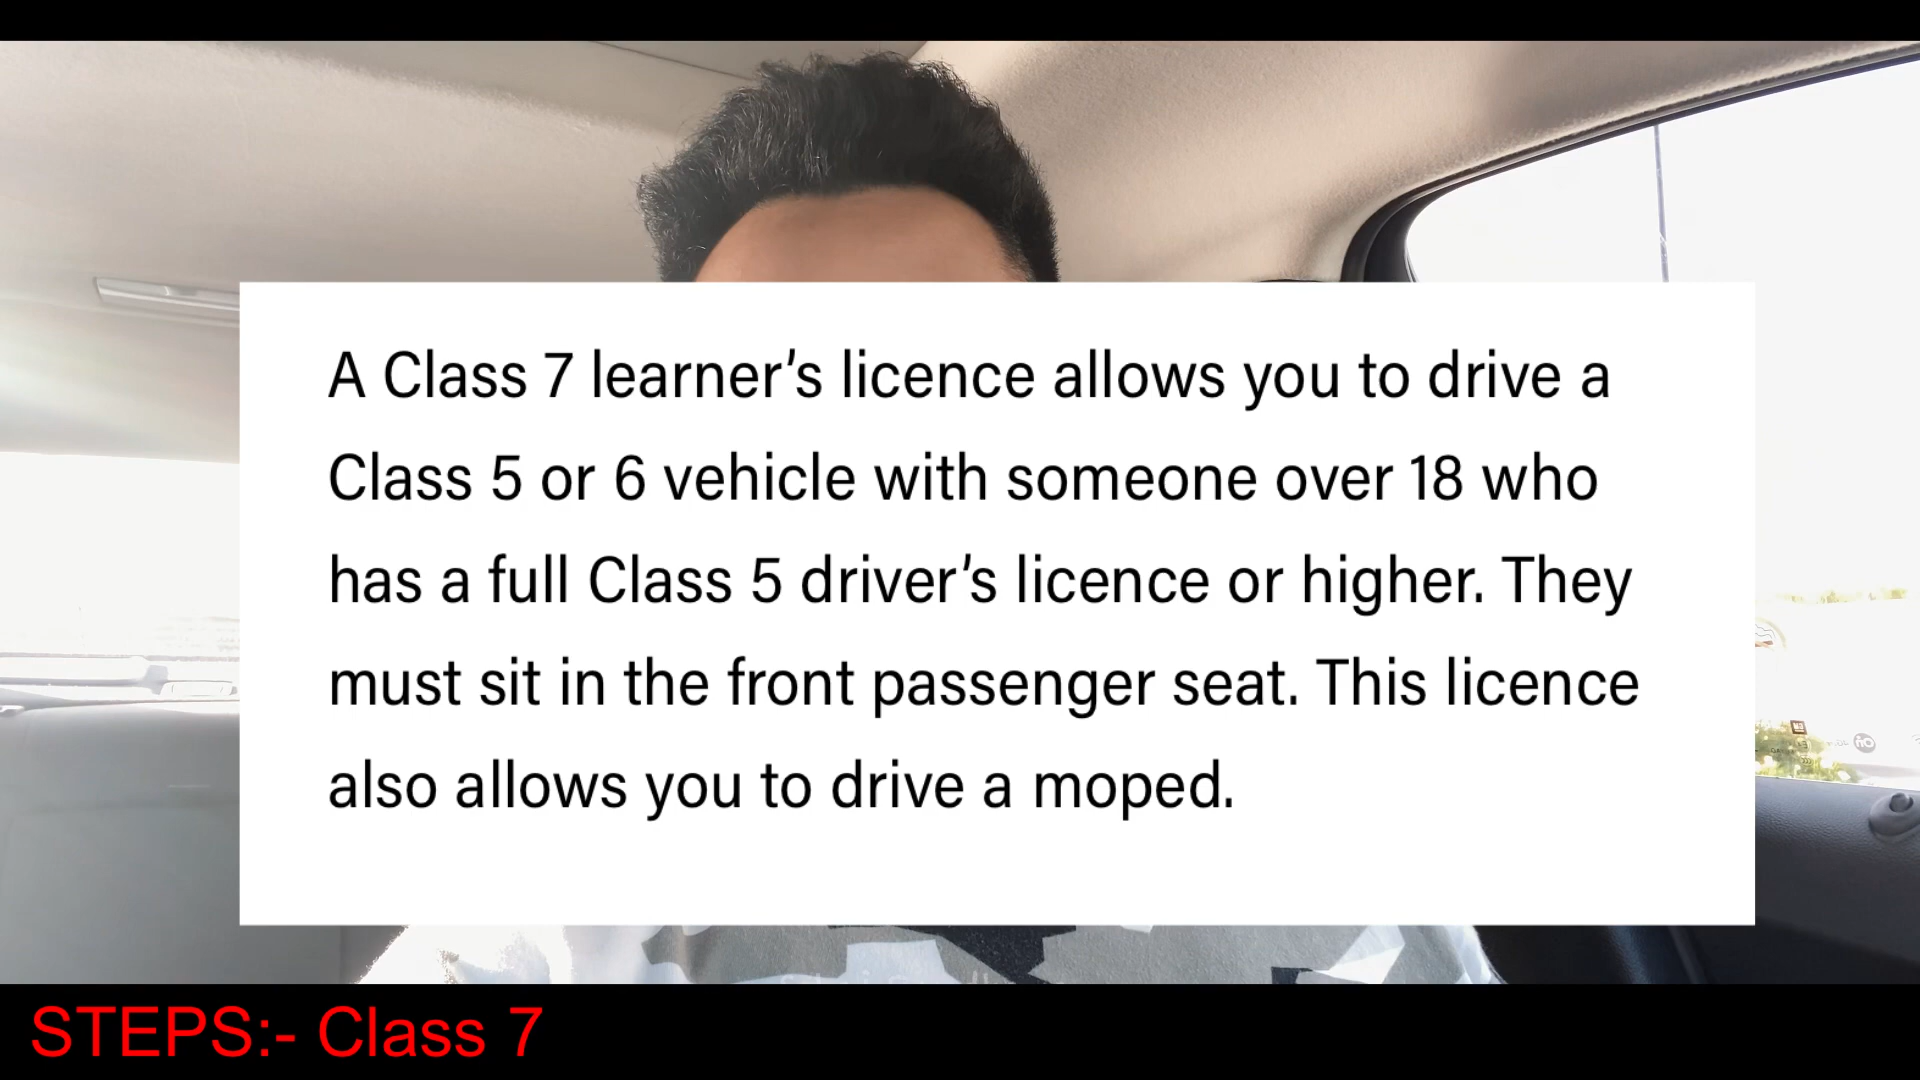 A Class 7 learner’s licence allows you to drive a
Class 5 or 6 vehicle with someone over 18 who
has a full Class 5 driver’s licence or higher. They
must sit in the front passenger seat. This licence
also allows you to drive a moped.
STEPS:- Class 7